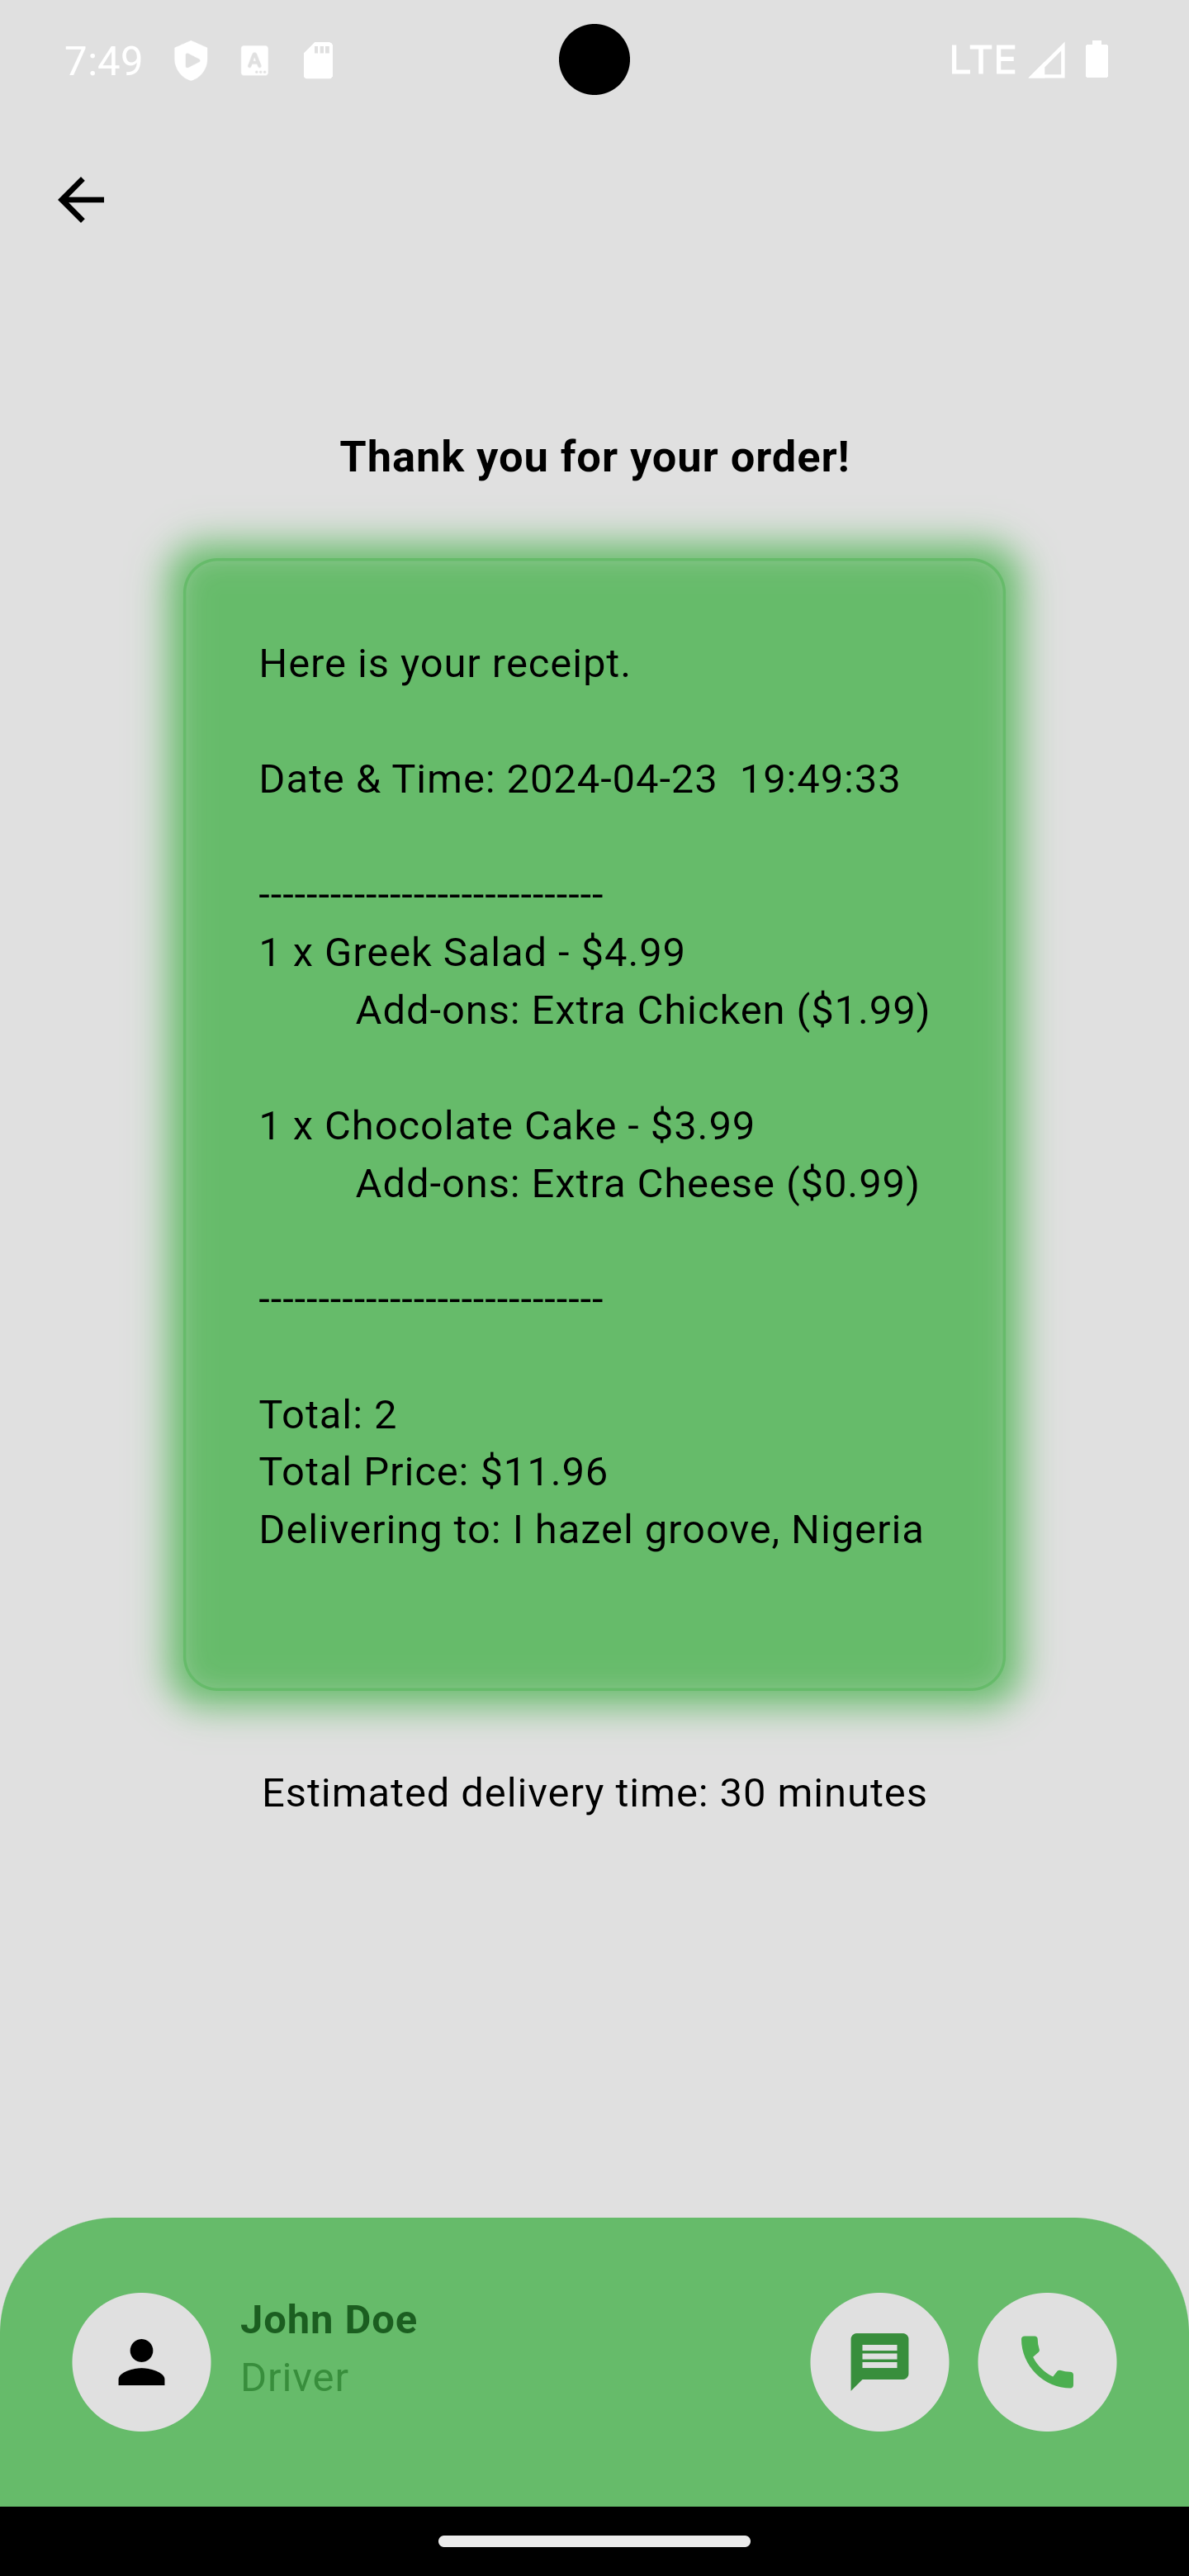 7:49
LTE
Thank you for your order!
Here is your receipt.
Date & Time: 2024-04-23  19:49:33
-----------------------------
1 x Greek Salad - $4.99
Add-ons: Extra Chicken ($1.99)
1 x Chocolate Cake - $3.99
Add-ons: Extra Cheese ($0.99)
-----------------------------
Total: 2
Total Price: $11.96
Delivering to: I hazel groove, Nigeria
Estimated delivery time: 30 minutes
John Doe
Driver